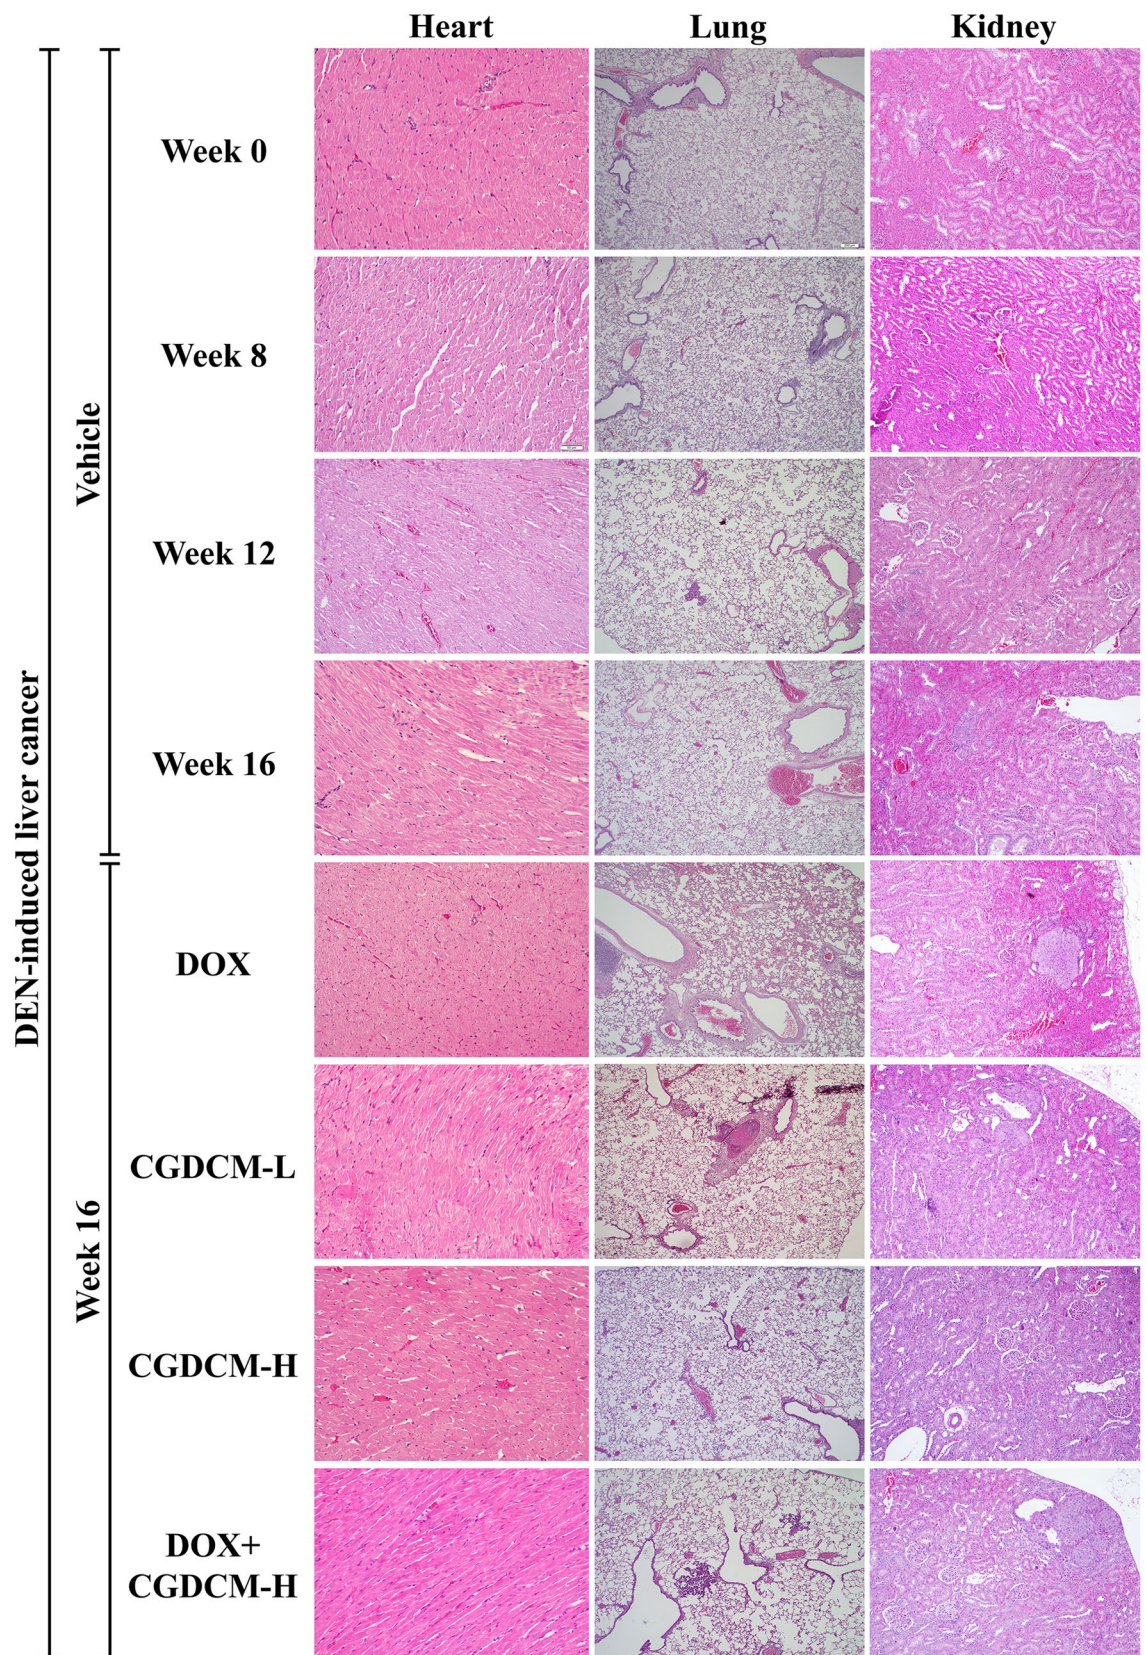 Heart
Lung
Kidney
DEN-induced liver cancer
Vehicle
Week 0
Week 8
Week 12
Week 16
Week 16
DOX
CGDCM-L
CGDCM-H
DOX+
CGDCM-H